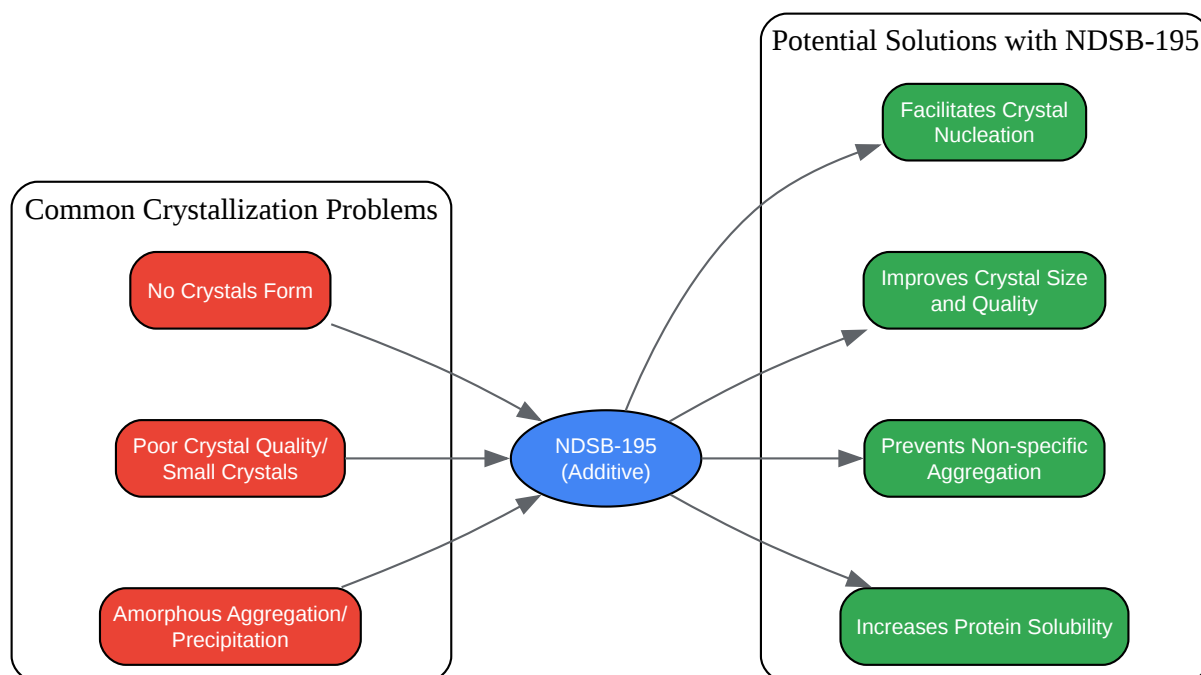 Common Crystallization Problems
No Crystals Form
Poor Crystal Quality/
Small Crystals
Amorphous Aggregation/
Precipitation
NDSB-195
(Additive)
Potential Solutions with NDSB-195
Facilitates Crystal
Nucleation
Improves Crystal Size
and Quality
Prevents Non-specific
Aggregation
Increases Protein Solubility